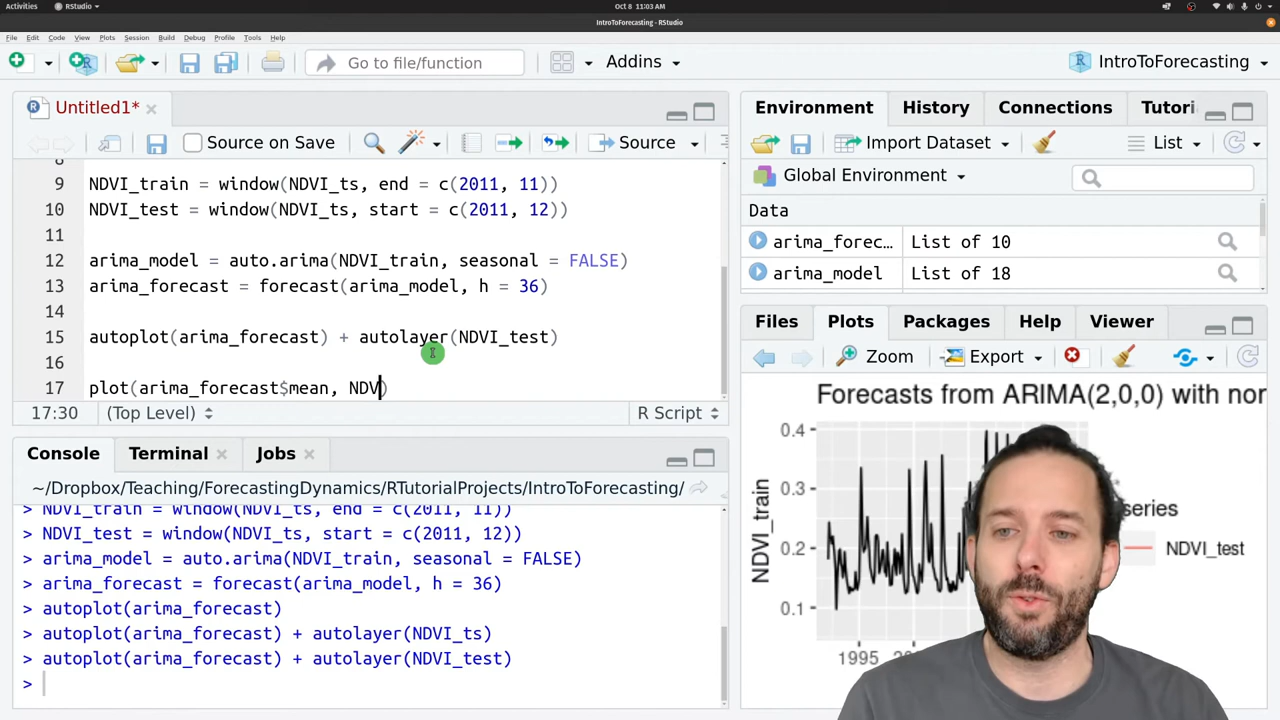 Activities RStudio Oct 8 11:03 AM
IntroToForecasting - RStudio
File Edit Code View Plots Session Build Debug Profile Tools Help
Go to file/function Addins IntroToForecasting
Untitled1*
Source on Save Source
8
9 NDVI_train = window(NDVI_ts, end = c(2011, 11))
10 NDVI_test = window(NDVI_ts, start = c(2011, 12))
11
12 arima_model = auto.arima(NDVI_train, seasonal = FALSE)
13 arima_forecast = forecast(arima_model, h = 36)
14
15 autoplot(arima_forecast) + autolayer(NDVI_test)
16
17 plot(arima_forecast$mean, NDV)
17:30 (Top Level) R Script
Console Terminal Jobs
~/Dropbox/Teaching/ForecastingDynamics/RTutorialProjects/IntroToForecasting/
> NDVI_train = window(NDVI_ts, end = c(2011, 11))
> NDVI_test = window(NDVI_ts, start = c(2011, 12))
> arima_model = auto.arima(NDVI_train, seasonal = FALSE)
> arima_forecast = forecast(arima_model, h = 36)
> autoplot(arima_forecast)
> autoplot(arima_forecast) + autolayer(NDVI_ts)
> autoplot(arima_forecast) + autolayer(NDVI_test)
>
Environment History Connections Tutori
Import Dataset List
Global Environment
Data
arima_forec… List of 10
arima_model List of 18
Files Plots Packages Help Viewer
Zoom Export
Forecasts from ARIMA(2,0,0) with nor
0.4
0.3
0.2
0.1
NDVI_train
1995
series
NDVI_test